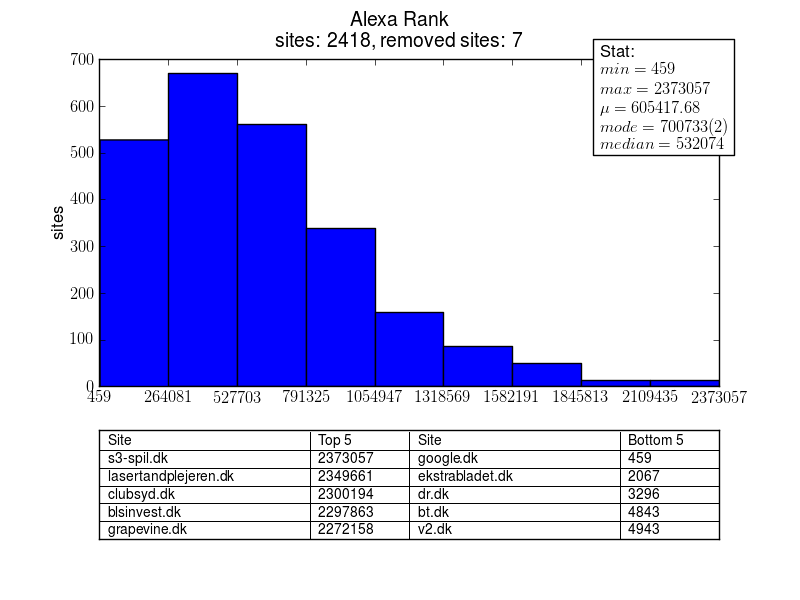 Alexa Rank
sites: 2418, removed sites: 7
Stat:
min = 459
max = 2373057
μ = 605417.68
mode = 700733(2)
median = 532074
700
600
500
400
300
200
100
0
sites
459 264081 527703 791325 1054947 1318569 1582191 1845813 2109435 2373057
Site Top 5 Site Bottom 5
s3-spil.dk 2373057 google.dk 459
lasertandplejeren.dk 2349661 ekstrabladet.dk 2067
clubsyd.dk 2300194 dr.dk 3296
blsinvest.dk 2297863 bt.dk 4843
grapevine.dk 2272158 v2.dk 4943